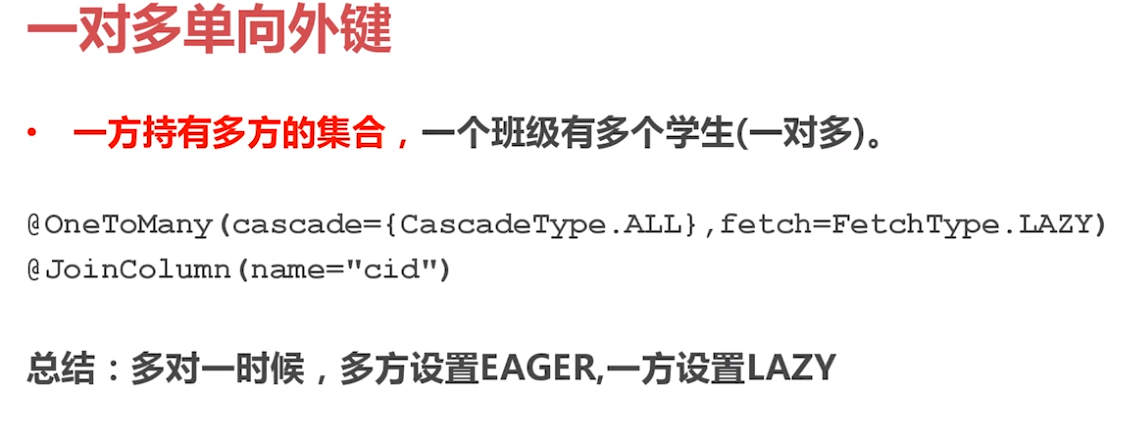 一对多单向外键
• 一方持有多方的集合，一个班级有多个学生(一对多)。
@OneToMany(cascade={CascadeType.ALL},fetch=FetchType.LAZY)
@JoinColumn(name="cid")
总结：多对一时候，多方设置EAGER,一方设置LAZY